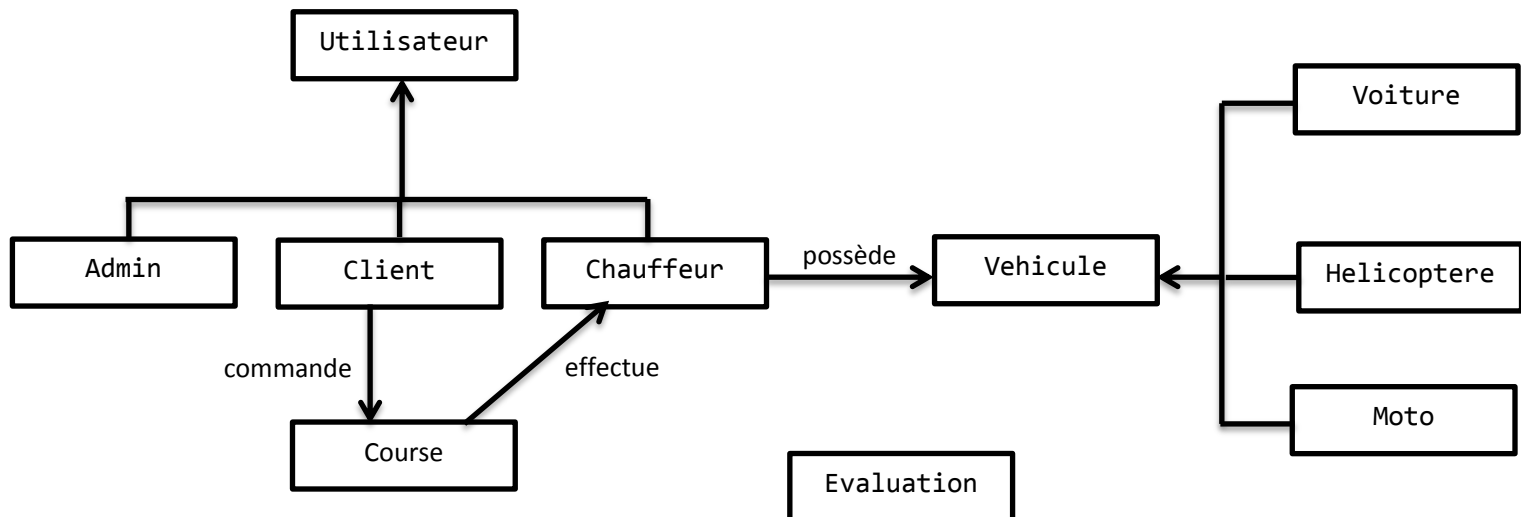 Utilisateur
Voiture
Admin
Client
Chauffeur
possède
Vehicule
Helicoptere
commande
effectue
Moto
Course
Evaluation